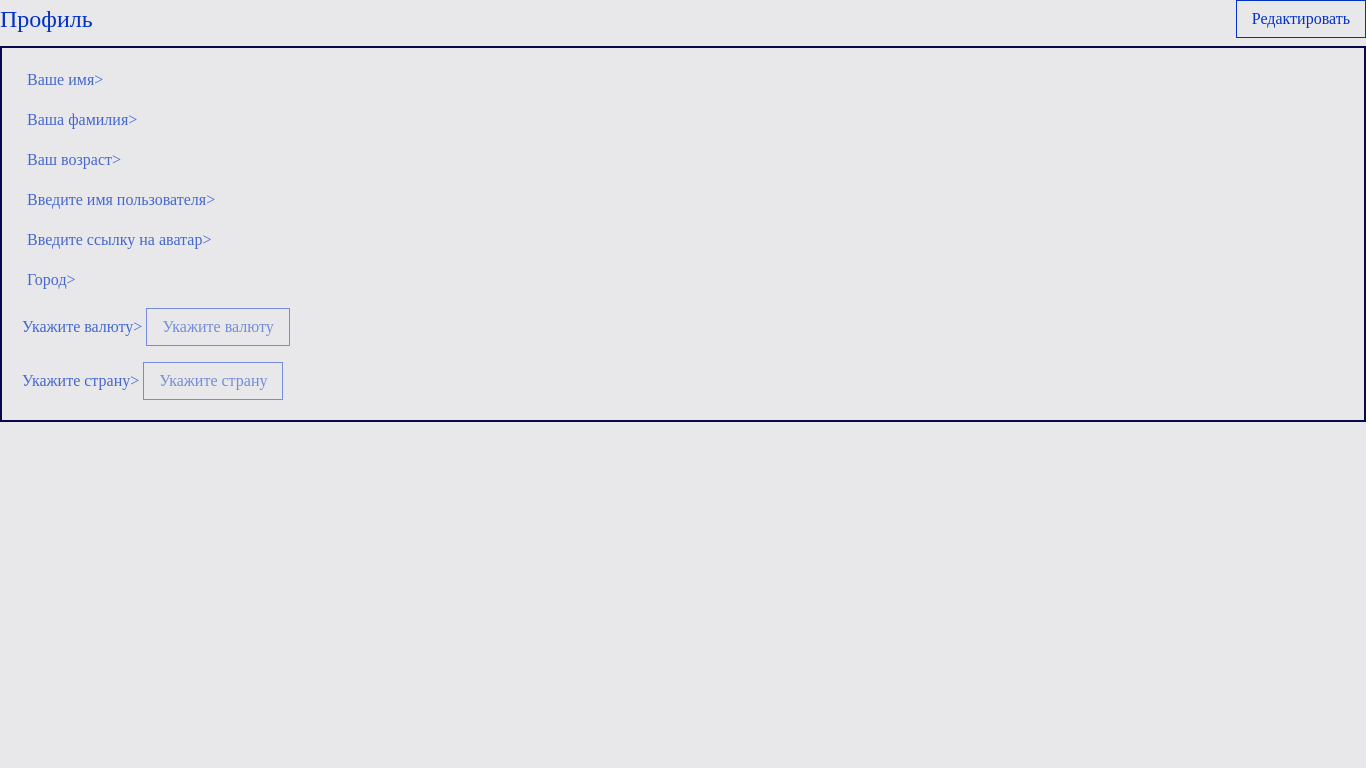 Профиль
Редактировать
Ваше имя>
Ваша фамилия>
Ваш возраст>
Введите имя пользователя>
Введите ссылку на аватар>
Город>
Укажите валюту> Укажите валюту
Укажите страну> Укажите страну